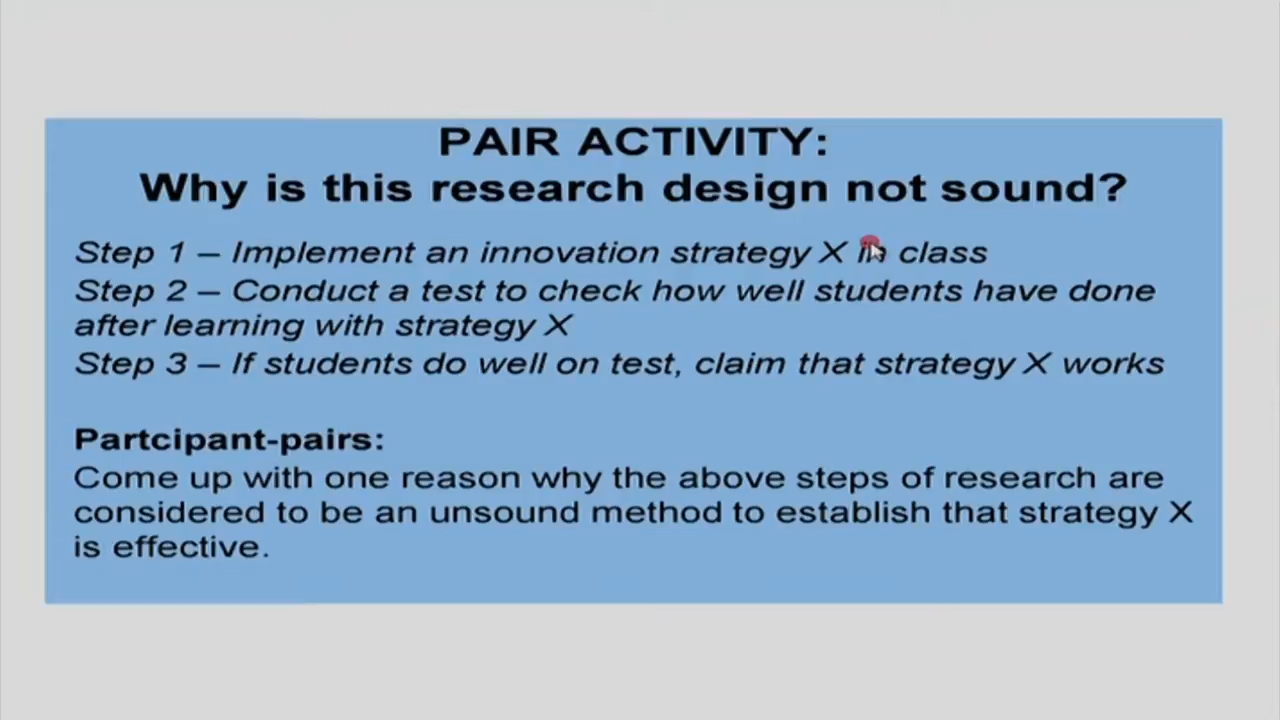 PAIR ACTIVITY:
Why is this research design not sound?
Step 1 – Implement an innovation strategy X in class
Step 2 – Conduct a test to check how well students have done
after learning with strategy X
Step 3 – If students do well on test, claim that strategy X works
Partcipant-pairs:
Come up with one reason why the above steps of research are
considered to be an unsound method to establish that strategy X
is effective.